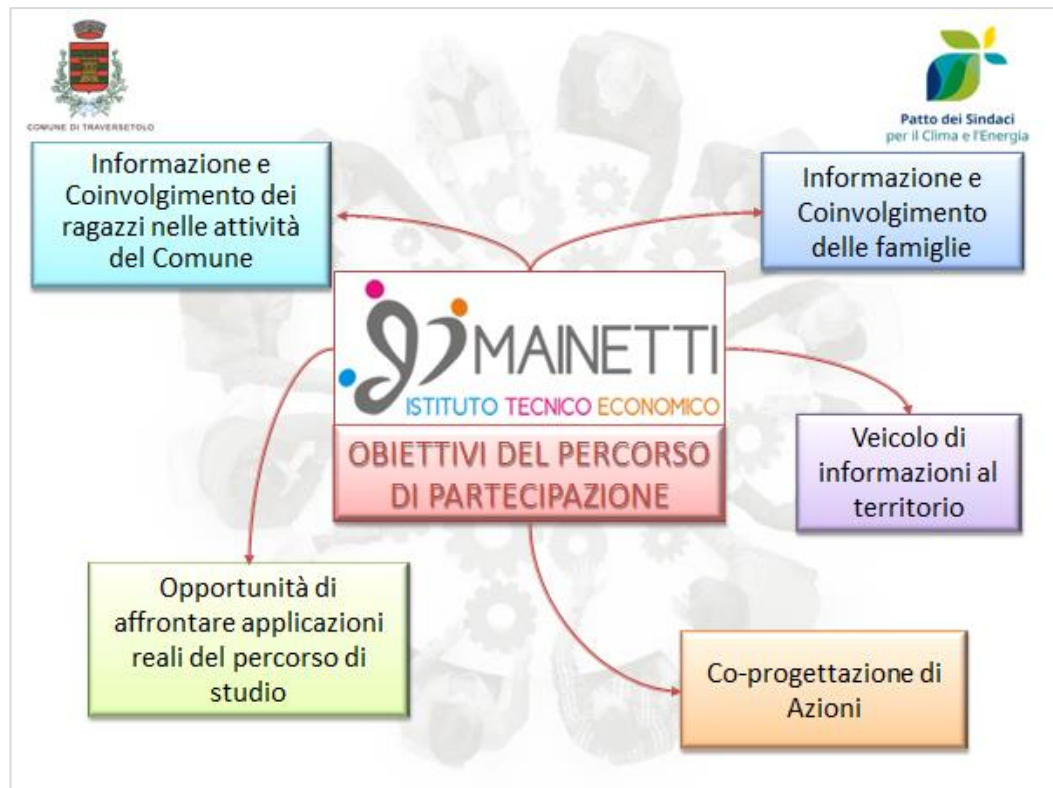 COMUNE DI TRAVERSETOLO
Patto dei Sindaci
per il Clima e l'Energia
Informazione e
Coinvolgimento dei
ragazzi nelle attività
del Comune
Informazione e
Coinvolgimento
delle famiglie
MAINETTI
ISTITUTO TECNICO ECONOMICO
OBIETTIVI DEL PERCORSO
DI PARTECIPAZIONE
Veicolo di
informazioni al
territorio
Opportunità di
affrontare applicazioni
reali del percorso di
studio
Co-progettazione di
Azioni